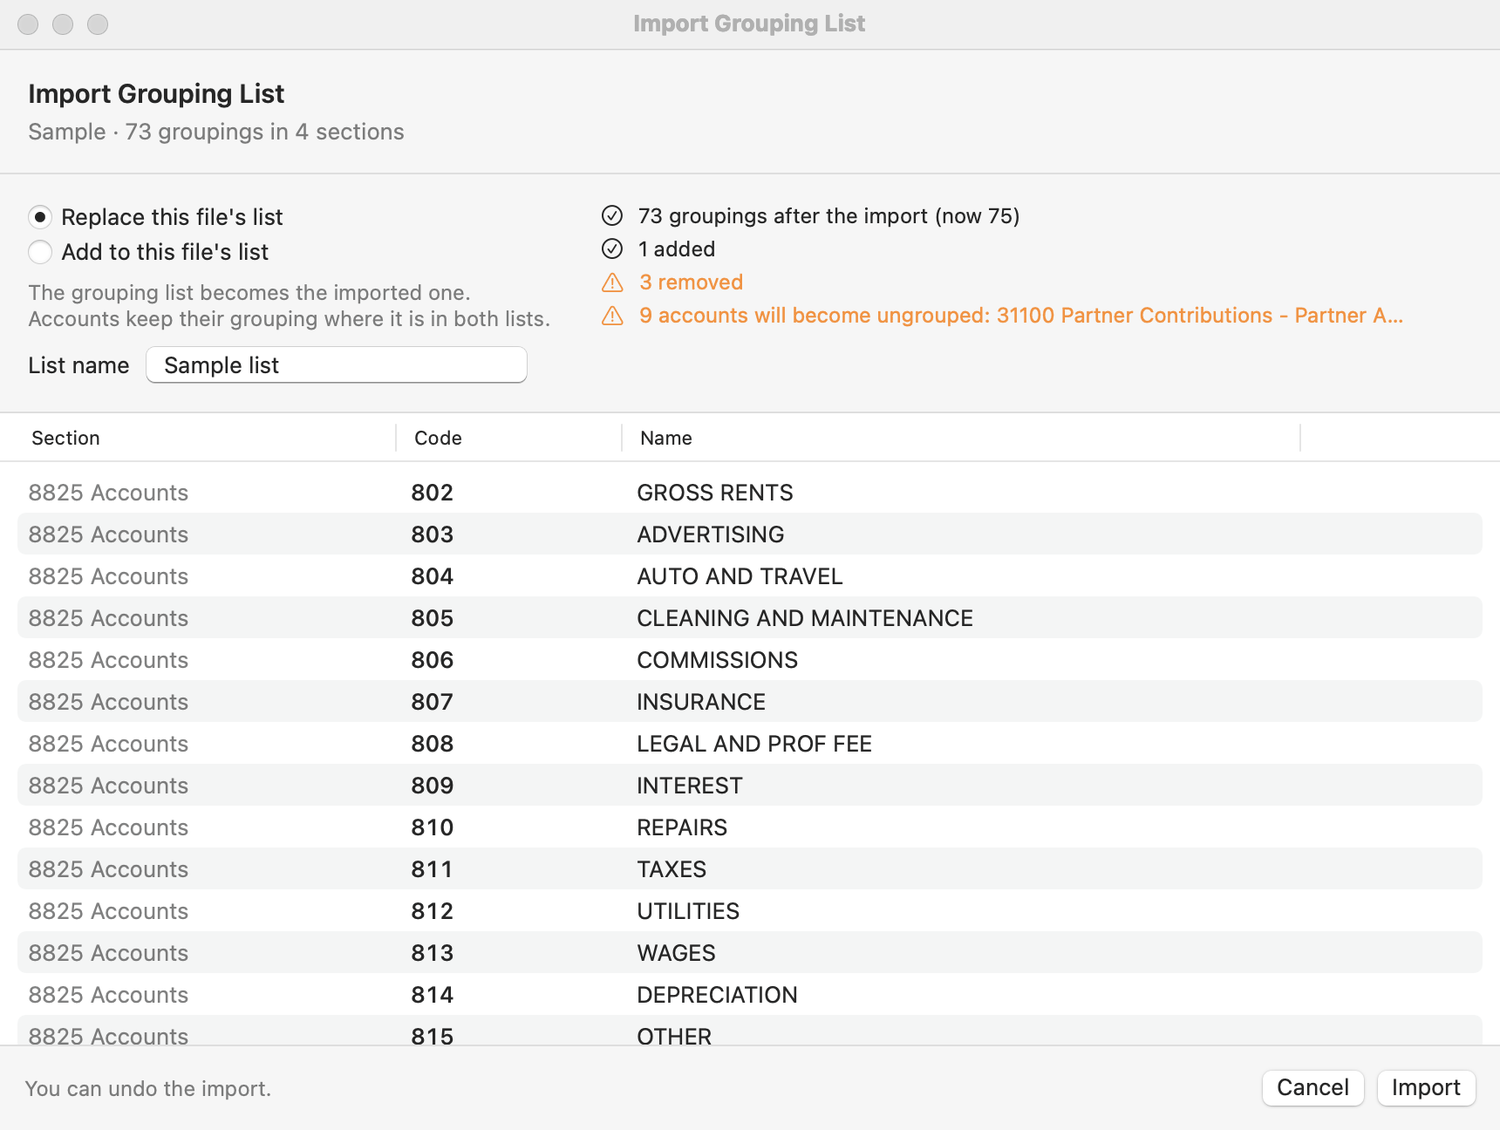 Import Grouping List
Import Grouping List
Sample · 73 groupings in 4 sections
Replace this file's list
Add to this file's list
The grouping list becomes the imported one.
Accounts keep their grouping where it is in both lists.
List name Sample list
73 groupings after the import (now 75)
1 added
3 removed
9 accounts will become ungrouped: 31100 Partner Contributions - Partner A...
Section Code Name
8825 Accounts 802 GROSS RENTS
8825 Accounts 803 ADVERTISING
8825 Accounts 804 AUTO AND TRAVEL
8825 Accounts 805 CLEANING AND MAINTENANCE
8825 Accounts 806 COMMISSIONS
8825 Accounts 807 INSURANCE
8825 Accounts 808 LEGAL AND PROF FEE
8825 Accounts 809 INTEREST
8825 Accounts 810 REPAIRS
8825 Accounts 811 TAXES
8825 Accounts 812 UTILITIES
8825 Accounts 813 WAGES
8825 Accounts 814 DEPRECIATION
8825 Accounts 815 OTHER
You can undo the import.
Cancel Import